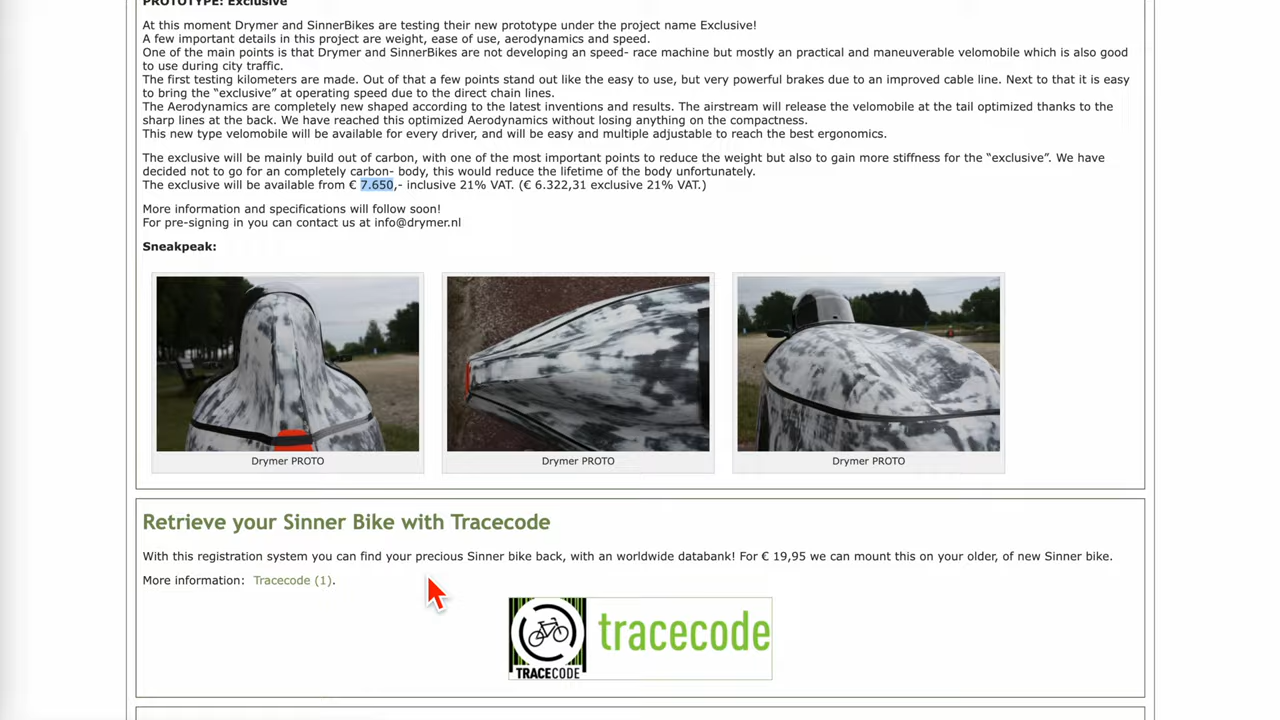 PROTOTYPE: Exclusive
At this moment Drymer and SinnerBikes are testing their new prototype under the project name Exclusive!
A few important details in this project are weight, ease of use, aerodynamics and speed.
One of the main points is that Drymer and SinnerBikes are not developing an speed- race machine but mostly an practical and maneuverable velomobile which is also good
to use during city traffic.
The first testing kilometers are made. Out of that a few points stand out like the easy to use, but very powerful brakes due to an improved cable line. Next to that it is easy
to bring the “exclusive” at operating speed due to the direct chain lines.
The Aerodynamics are completely new shaped according to the latest inventions and results. The airstream will release the velomobile at the tail optimized thanks to the
sharp lines at the back. We have reached this optimized Aerodynamics without losing anything on the compactness.
This new type velomobile will be available for every driver, and will be easy and multiple adjustable to reach the best ergonomics.
The exclusive will be mainly build out of carbon, with one of the most important points to reduce the weight but also to gain more stiffness for the “exclusive”. We have
decided not to go for an completely carbon- body, this would reduce the lifetime of the body unfortunately.
The exclusive will be available from € 7.650,- inclusive 21% VAT. (€ 6.322,31 exclusive 21% VAT.)
More information and specifications will follow soon!
For pre-signing in you can contact us at info@drymer.nl
Sneakpeak:
Drymer PROTO
Drymer PROTO
Drymer PROTO
Retrieve your Sinner Bike with Tracecode
With this registration system you can find your precious Sinner bike back, with an worldwide databank! For € 19,95 we can mount this on your older, of new Sinner bike.
More information: Tracecode (1).
tracecode
TRACECODE